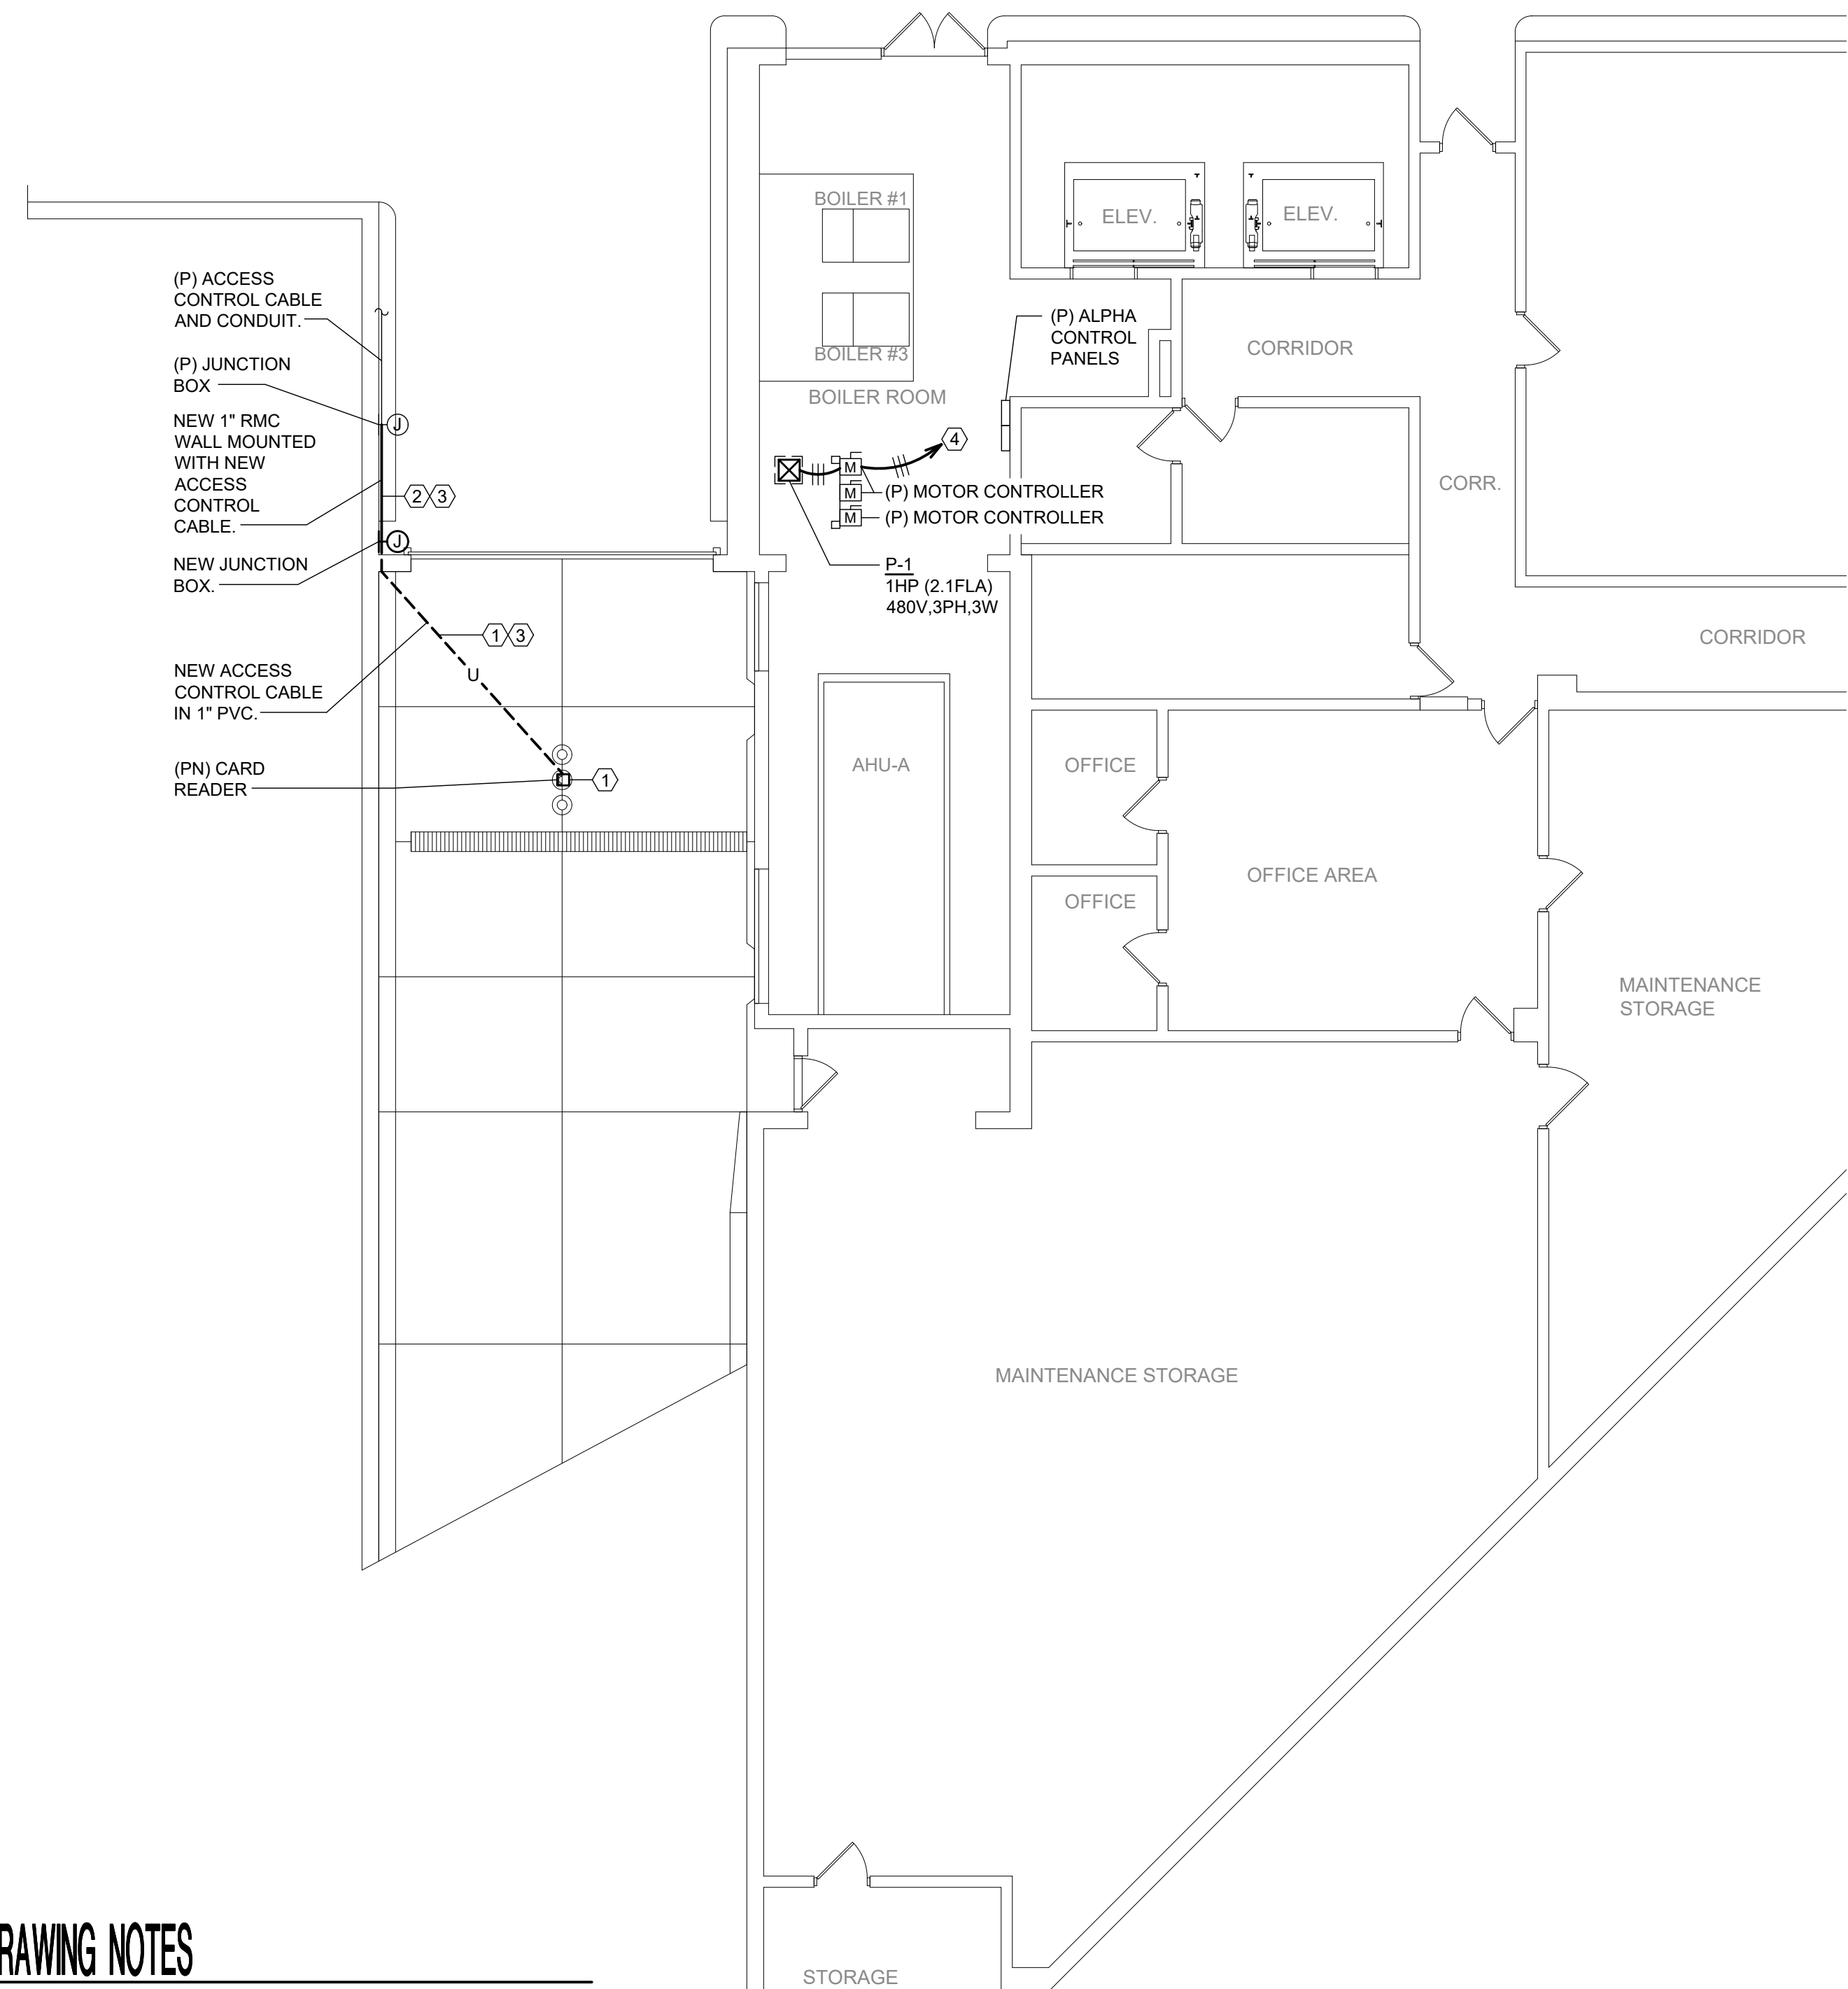 BOILER #1
ELEV.
ELEV.
(P) ACCESS
CONTROL CABLE
AND CONDUIT.
(P) ALPHA
CONTROL
PANELS
CORRIDOR
BOILER #3
(P) JUNCTION
BOX
BOILER ROOM
J
NEW 1" RMC
WALL MOUNTED
WITH NEW
ACCESS
CONTROL
CABLE.
4
M
M
(P) MOTOR CONTROLLER
M
(P) MOTOR CONTROLLER
CORR.
2
3
J
NEW JUNCTION
BOX.
P-1
1HP (2.1FLA)
480V,3PH,3W
1
3
CORRIDOR
U
NEW ACCESS
CONTROL CABLE
IN 1" PVC.
AHU-A
OFFICE
(PN) CARD
READER
1
OFFICE AREA
OFFICE
MAINTENANCE
STORAGE
MAINTENANCE STORAGE
RAWING NOTES
STORAGE